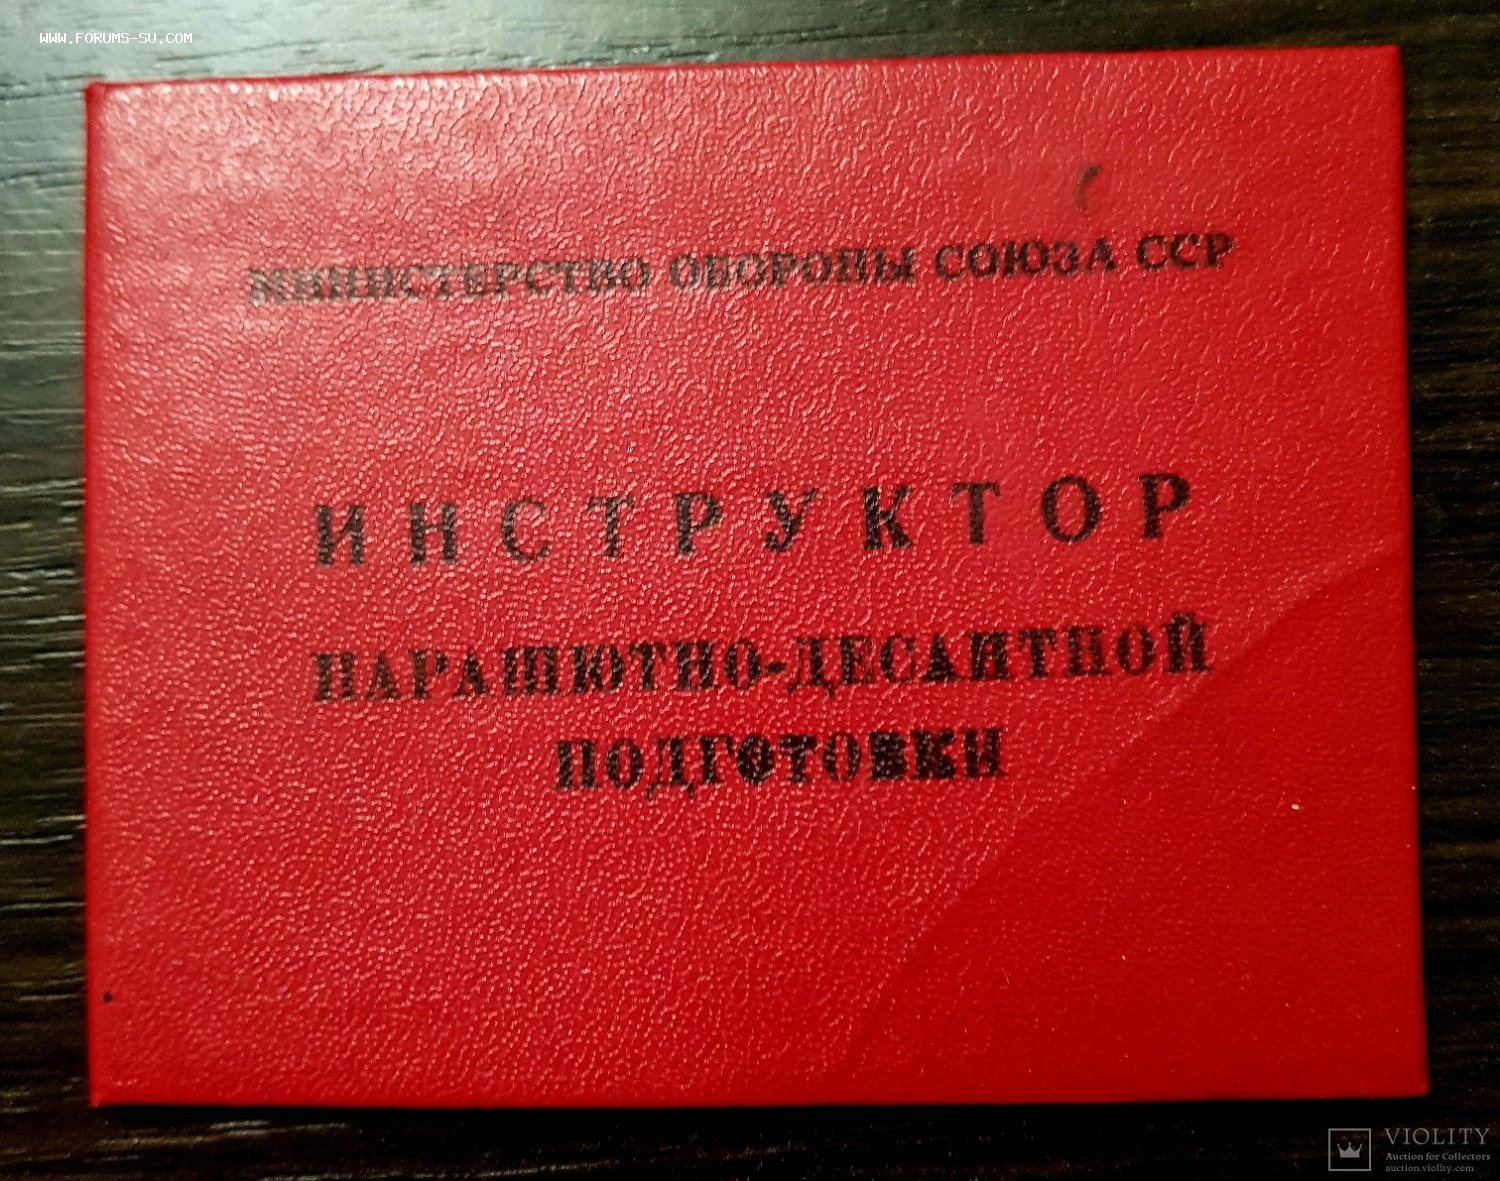 WWW.FORUMS-SU.COM
МИНИСТЕРСТВО ОБОРОНЫ СОЮЗА ССР
ИНСТРУКТОР
ПАРАШЮТНО-ДЕСАНТНОЙ
ПОДГОТОВКИ
VIOLITY
Auction for Collectors
auction.violity.com